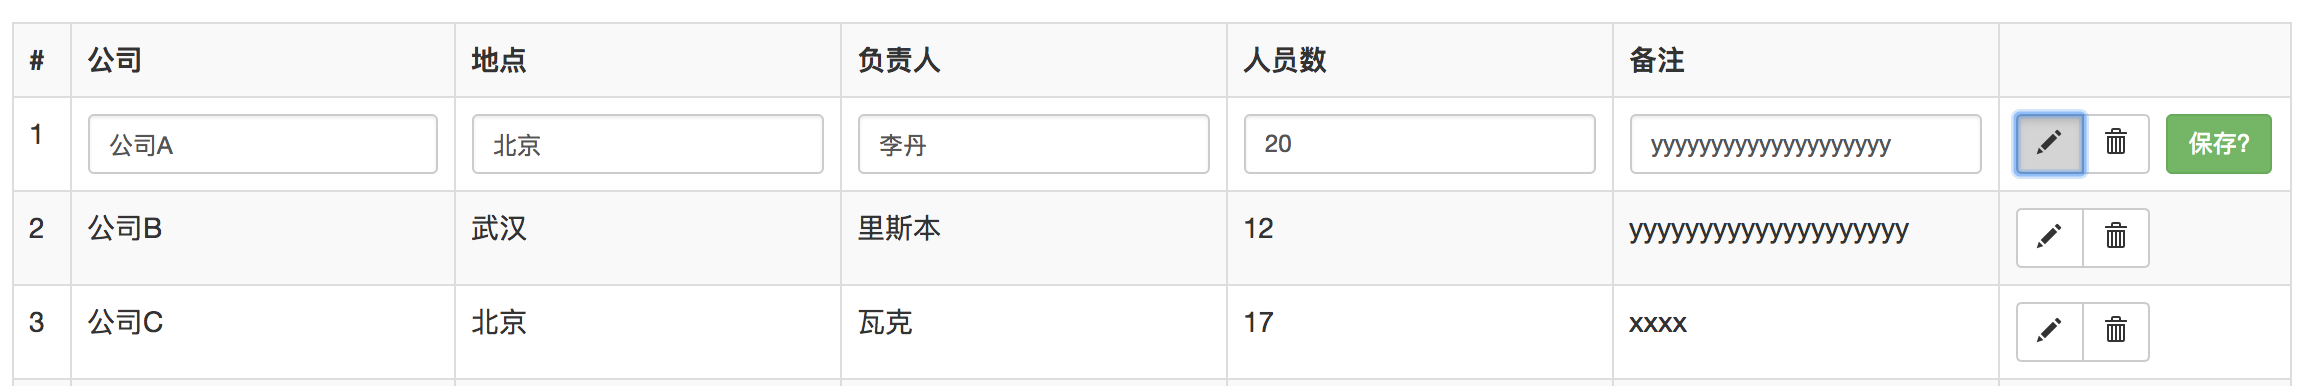 # 公司 地点 负责人 人员数 备注
1 公司A 北京 李丹 20 yyyyyyyyyyyyyyyyyyyy 保存?
2 公司B 武汉 里斯本 12 yyyyyyyyyyyyyyyyyyyy
3 公司C 北京 瓦克 17 xxxx